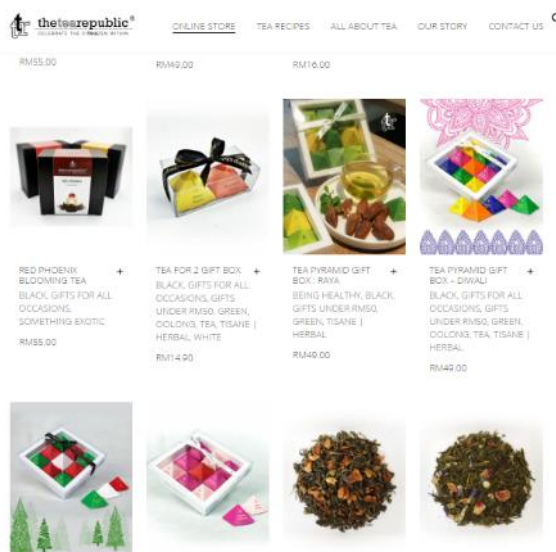 thetearepublic®
CELEBRATE THE CITEAZEN WITHIN
ONLINE STORE
TEA RECIPES
ALL ABOUT TEA
OUR STORY
CONTACT US
RM55.00
RM49.00
RM16.00
RED PHOENIX
BLOOMING TEA
+
BLACK, GIFTS FOR ALL
OCCASIONS,
SOMETHING EXOTIC
RM55.00
TEA FOR 2 GIFT BOX
+
BLACK, GIFTS FOR ALL
OCCASIONS, GIFTS
UNDER RM50, GREEN,
OOLONG, TEA, TISANE |
HERBAL, WHITE
RM14.90
TEA PYRAMID GIFT
BOX : RAYA
+
BEING HEALTHY, BLACK,
GIFTS UNDER RM50,
GREEN, TISANE |
HERBAL
RM49.00
TEA PYRAMID GIFT
BOX – DIWALI
+
BLACK, GIFTS FOR ALL
OCCASIONS, GIFTS
UNDER RM50, GREEN,
OOLONG, TEA, TISANE |
HERBAL
RM49.00